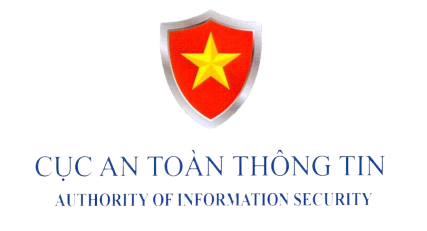 CỤC AN TOÀN THÔNG TIN
AUTHORITY OF INFORMATION SECURITY